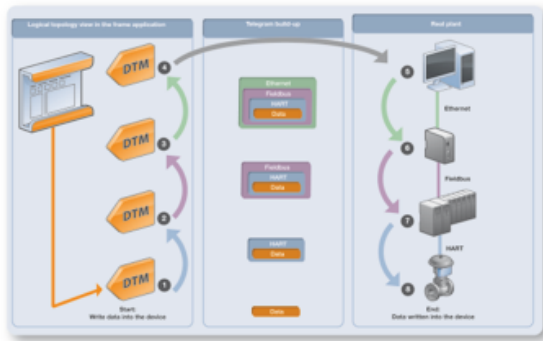 Logical topology view in the frame application
Telegram build-up
Real plant
DTM
4
5
Ethernet
Fieldbus
HART
Data
Ethernet
DTM
3
6
Fieldbus
HART
Data
Fieldbus
DTM
2
7
HART
Data
HART
DTM
1
8
Start:
Write data into the device
Data
End:
Data written into the device